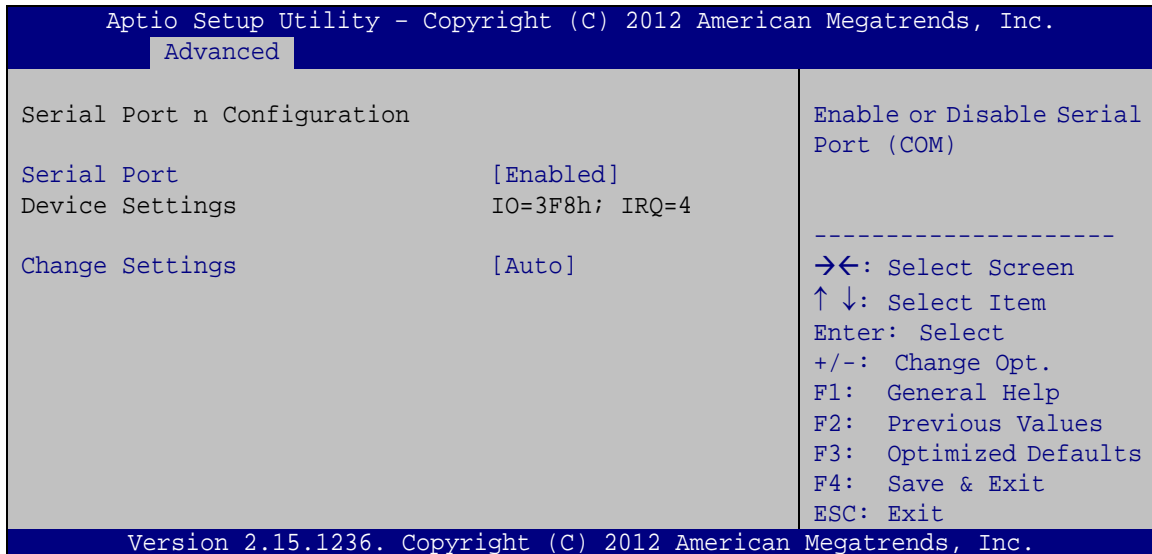 Aptio Setup Utility – Copyright (C) 2012 American Megatrends, Inc.
Advanced
Serial Port n Configuration
Serial Port [Enabled]
Device Settings IO=3F8h; IRQ=4
Change Settings [Auto]
Enable or Disable Serial
Port (COM)
---------------------
→←: Select Screen
↑ ↓: Select Item
Enter: Select
+/-: Change Opt.
F1: General Help
F2: Previous Values
F3: Optimized Defaults
F4: Save & Exit
ESC: Exit
Version 2.15.1236. Copyright (C) 2012 American Megatrends, Inc.